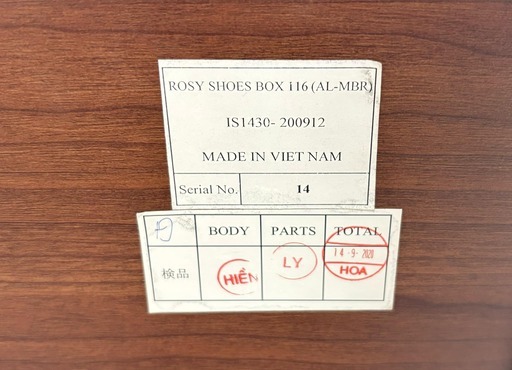 ROSY SHOES BOX 116 (AL-MBR)
IS1430- 200912
MADE IN VIET NAM
Serial No. 14
BODY PARTS TOTAL
検品 HIỀN LY 14 -9- 2020
HOA